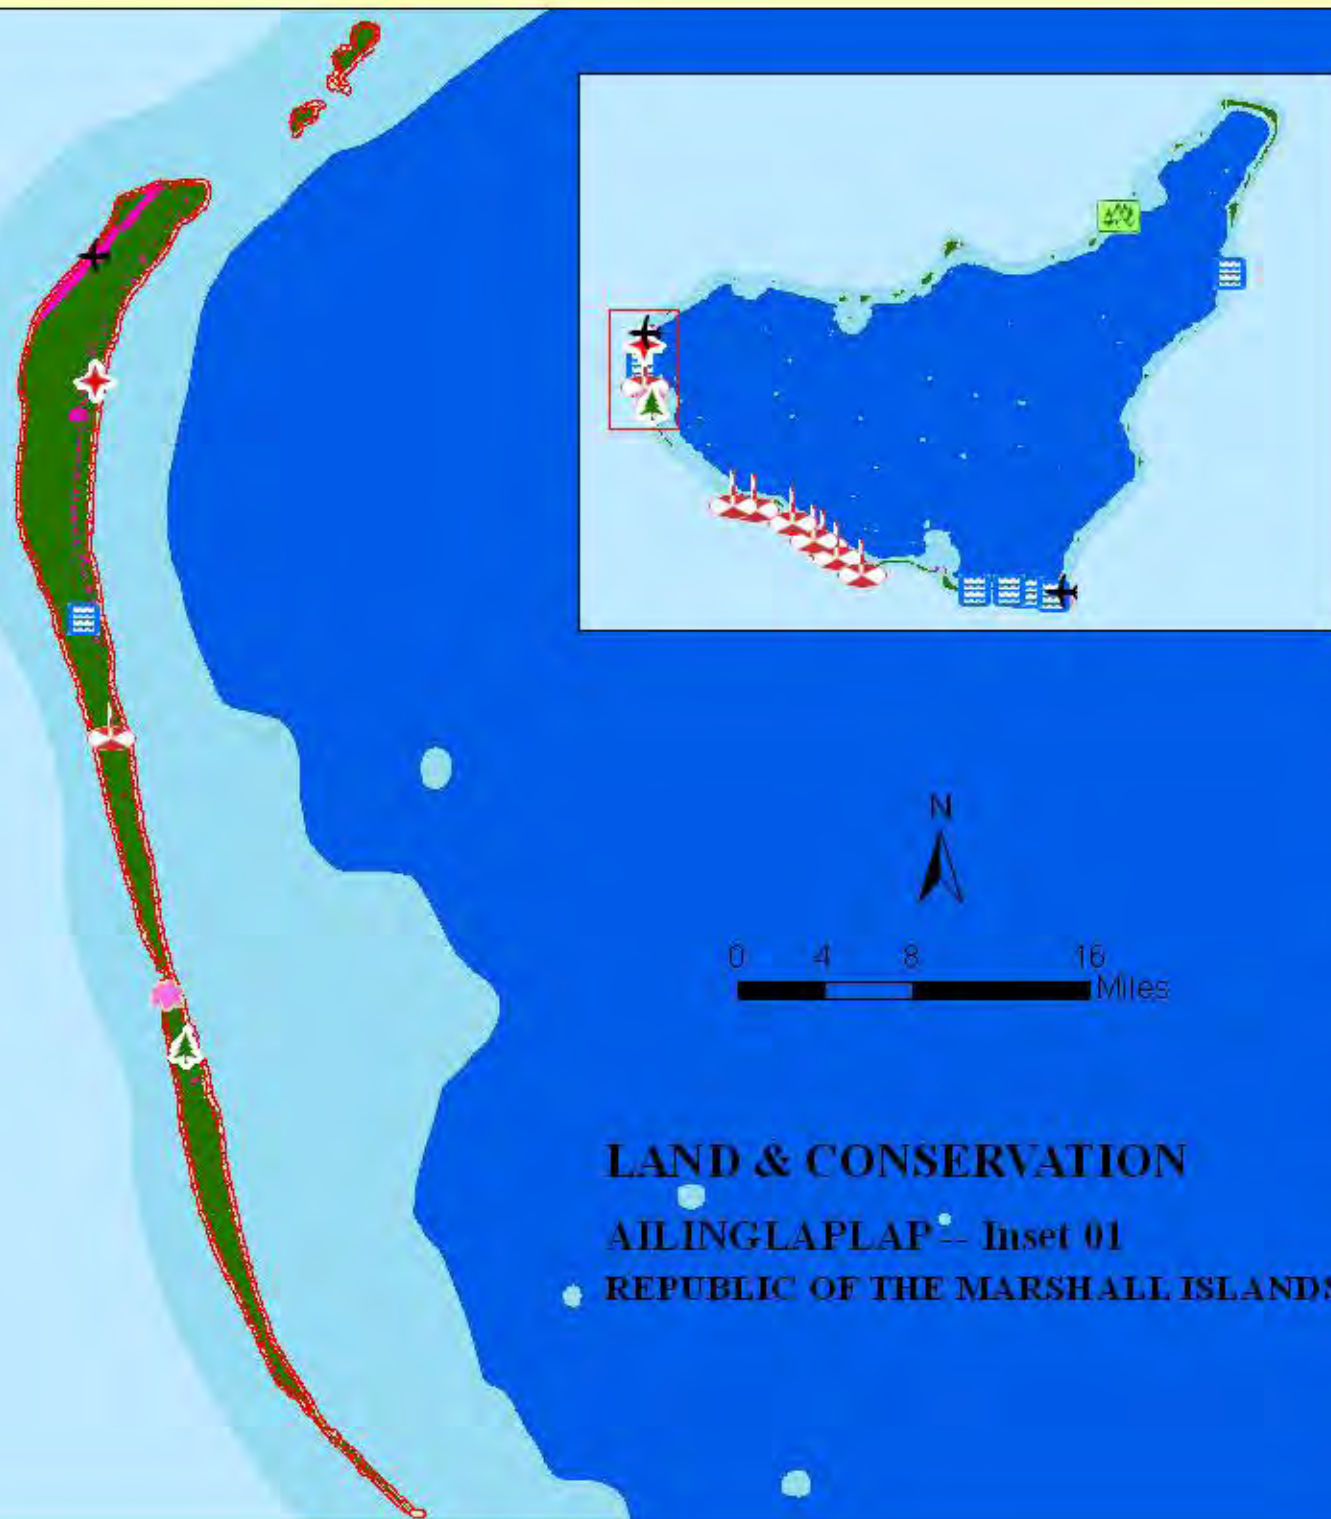 N
0 4 8 16
Miles
LAND & CONSERVATION
AILINGLAPLAP -- Inset 01
REPUBLIC OF THE MARSHALL ISLANDS